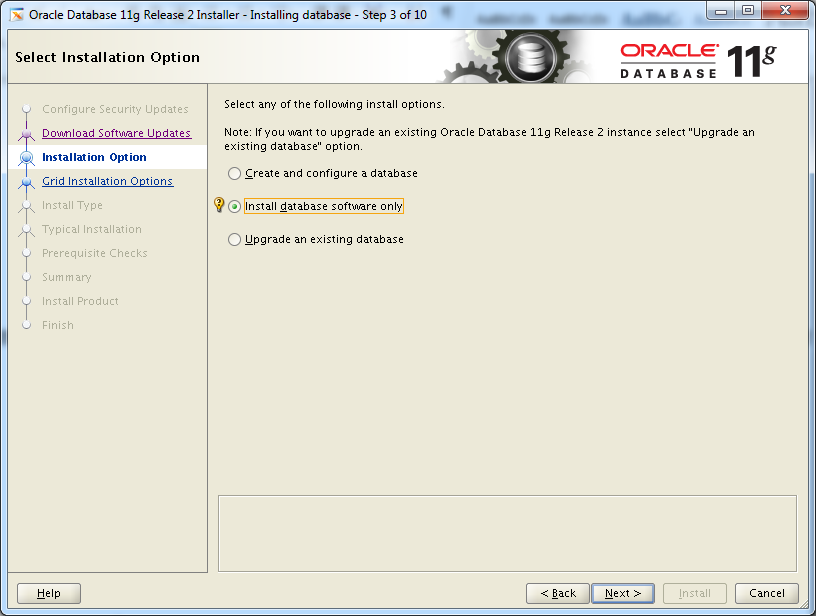 Oracle Database 11g Release 2 Installer - Installing database - Step 3 of 10
Select Installation Option
ORACLE
DATABASE
11g
Configure Security Updates
Download Software Updates
Installation Option
Grid Installation Options
Install Type
Typical Installation
Prerequisite Checks
Summary
Install Product
Finish
Select any of the following install options.
Note: If you want to upgrade an existing Oracle Database 11g Release 2 instance select "Upgrade an
existing database" option.
Create and configure a database
Install database software only
Upgrade an existing database
Help
< Back
Next >
Install
Cancel